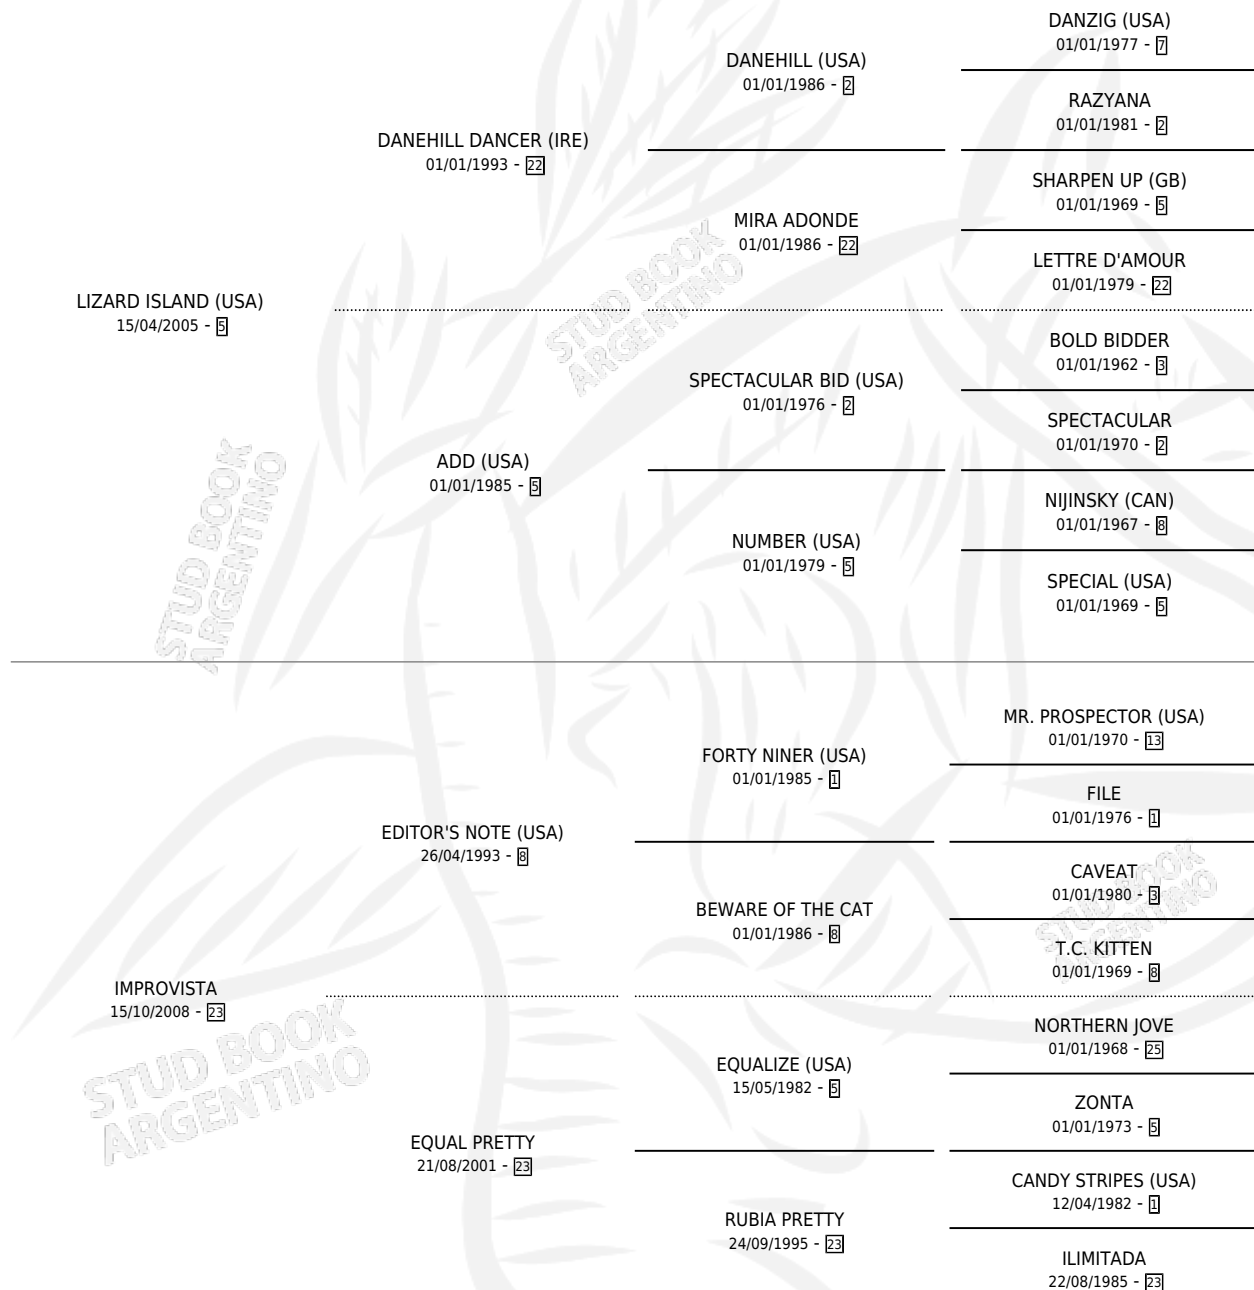 DANZIG (USA)
01/01/1977 - 7
DANEHILL (USA)
01/01/1986 - 2
RAZYANA
01/01/1981 - 2
DANEHILL DANCER (IRE)
01/01/1993 - 22
SHARPEN UP (GB)
01/01/1969 - 5
MIRA ADONDE
01/01/1986 - 22
LETTRE D'AMOUR
01/01/1979 - 22
LIZARD ISLAND (USA)
15/04/2005 - 5
STUD BOOK
ARGENTINO
BOLD BIDDER
01/01/1962 - 3
SPECTACULAR BID (USA)
01/01/1976 - 2
SPECTACULAR
01/01/1970 - 2
ADD (USA)
01/01/1985 - 5
NIJINSKY (CAN)
01/01/1967 - 8
NUMBER (USA)
01/01/1979 - 5
SPECIAL (USA)
01/01/1969 - 5
STUD BOOK
ARGENTINO
MR. PROSPECTOR (USA)
01/01/1970 - 13
FORTY NINER (USA)
01/01/1985 - 1
FILE
01/01/1976 - 1
EDITOR'S NOTE (USA)
26/04/1993 - 8
CAVEAT
01/01/1980 - 3
BEWARE OF THE CAT
01/01/1986 - 8
STUD BOOK
ARGENTINO
T.C. KITTEN
01/01/1969 - 8
IMPROVISTA
15/10/2008 - 23
STUD BOOK
ARGENTINO
NORTHERN JOVE
01/01/1968 - 25
EQUALIZE (USA)
15/05/1982 - 5
ZONTA
01/01/1973 - 5
EQUAL PRETTY
21/08/2001 - 23
CANDY STRIPES (USA)
12/04/1982 - 1
RUBIA PRETTY
24/09/1995 - 23
ILIMITADA
22/08/1985 - 23